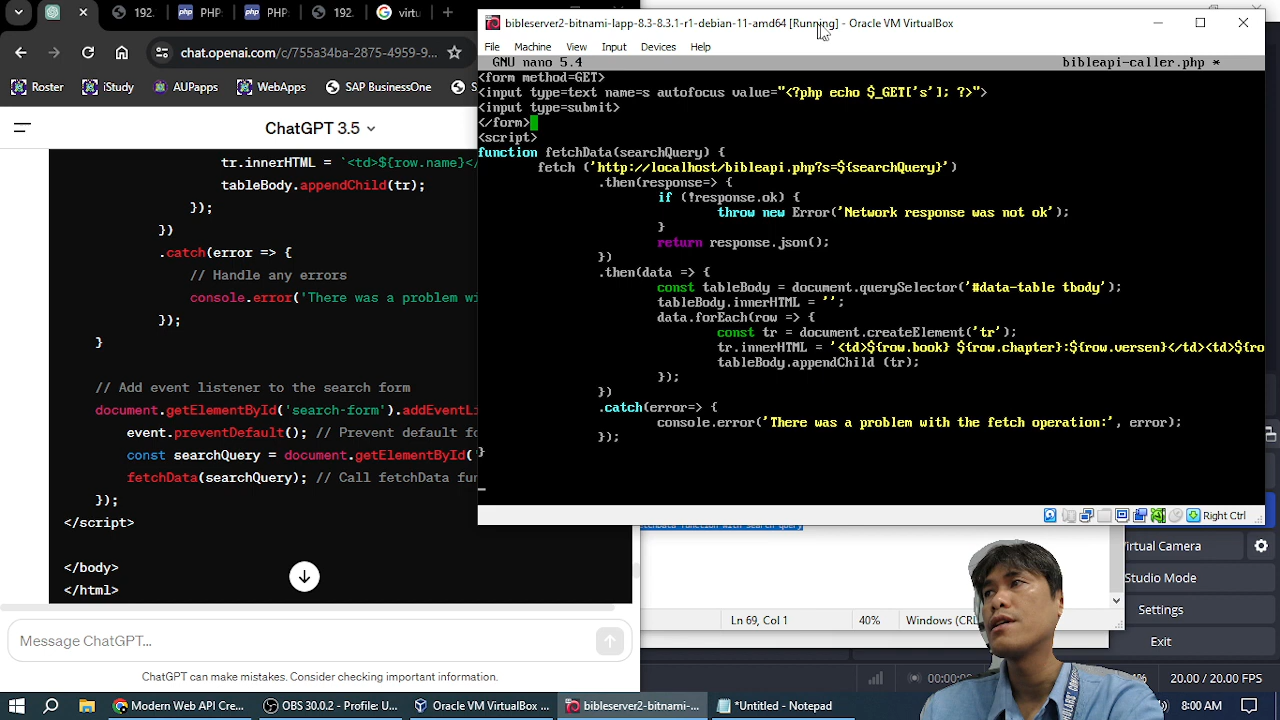 192.
PHP
PHP
192.
virtu
bibleserver2-bitnami-lapp-8.3-8.3.1-r1-debian-11-amd64 [Running] - Oracle VM VirtualBox
chat.openai.com/c/755a34ba-2875-4959-9...
File Machine View Input Devices Help
GNU nano 5.4 bibleapi-caller.php *
Roster
iStudy
AUTOGEN
WebApps
SAP BusinessOne
S
ChatGPT 3.5
<form method=GET>
<input type=text name=s autofocus value="<?php echo $_GET['s']; ?>">
<input type=submit>
</form>
<script>
function fetchData(searchQuery) {
fetch ('http://localhost/bibleapi.php?s=${searchQuery}')
.then(response=> {
if (!response.ok) {
throw new Error('Network response was not ok');
}
return response.json();
})
.then(data => {
const tableBody = document.querySelector('#data-table tbody');
tableBody.innerHTML = '';
data.forEach(row => {
const tr = document.createElement('tr');
tr.innerHTML = '<td>${row.book} ${row.chapter}:${row.versen}</td><td>${ro
tableBody.appendChild (tr);
});
})
.catch(error=> {
console.error('There was a problem with the fetch operation:', error);
});
}
tr.innerHTML = `<td>${row.name}</
tableBody.appendChild(tr);
});
})
.catch(error => {
// Handle any errors
console.error('There was a problem wi
});
}
// Add event listener to the search form
document.getElementById('search-form').addEventLi
event.preventDefault(); // Prevent default fo
const searchQuery = document.getElementById('
fetchData(searchQuery); // Call fetchData fun
});
</script>
</body>
</html>
Message ChatGPT...
ChatGPT can make mistakes. Consider checking important information.
Right Ctrl
tchData function with search query
Ln 69, Col 1
40%
Windows (CRL
irtual Camera
Studio Mode
Settings
Exit
00:00:0
20.00 / 20.00 FPS
Modern Web API Cre...
OBS 30.0.2 - Profile: U...
Oracle VM VirtualBox ...
bibleserver2-bitnami-...
*Untitled - Notepad
8:00 AM